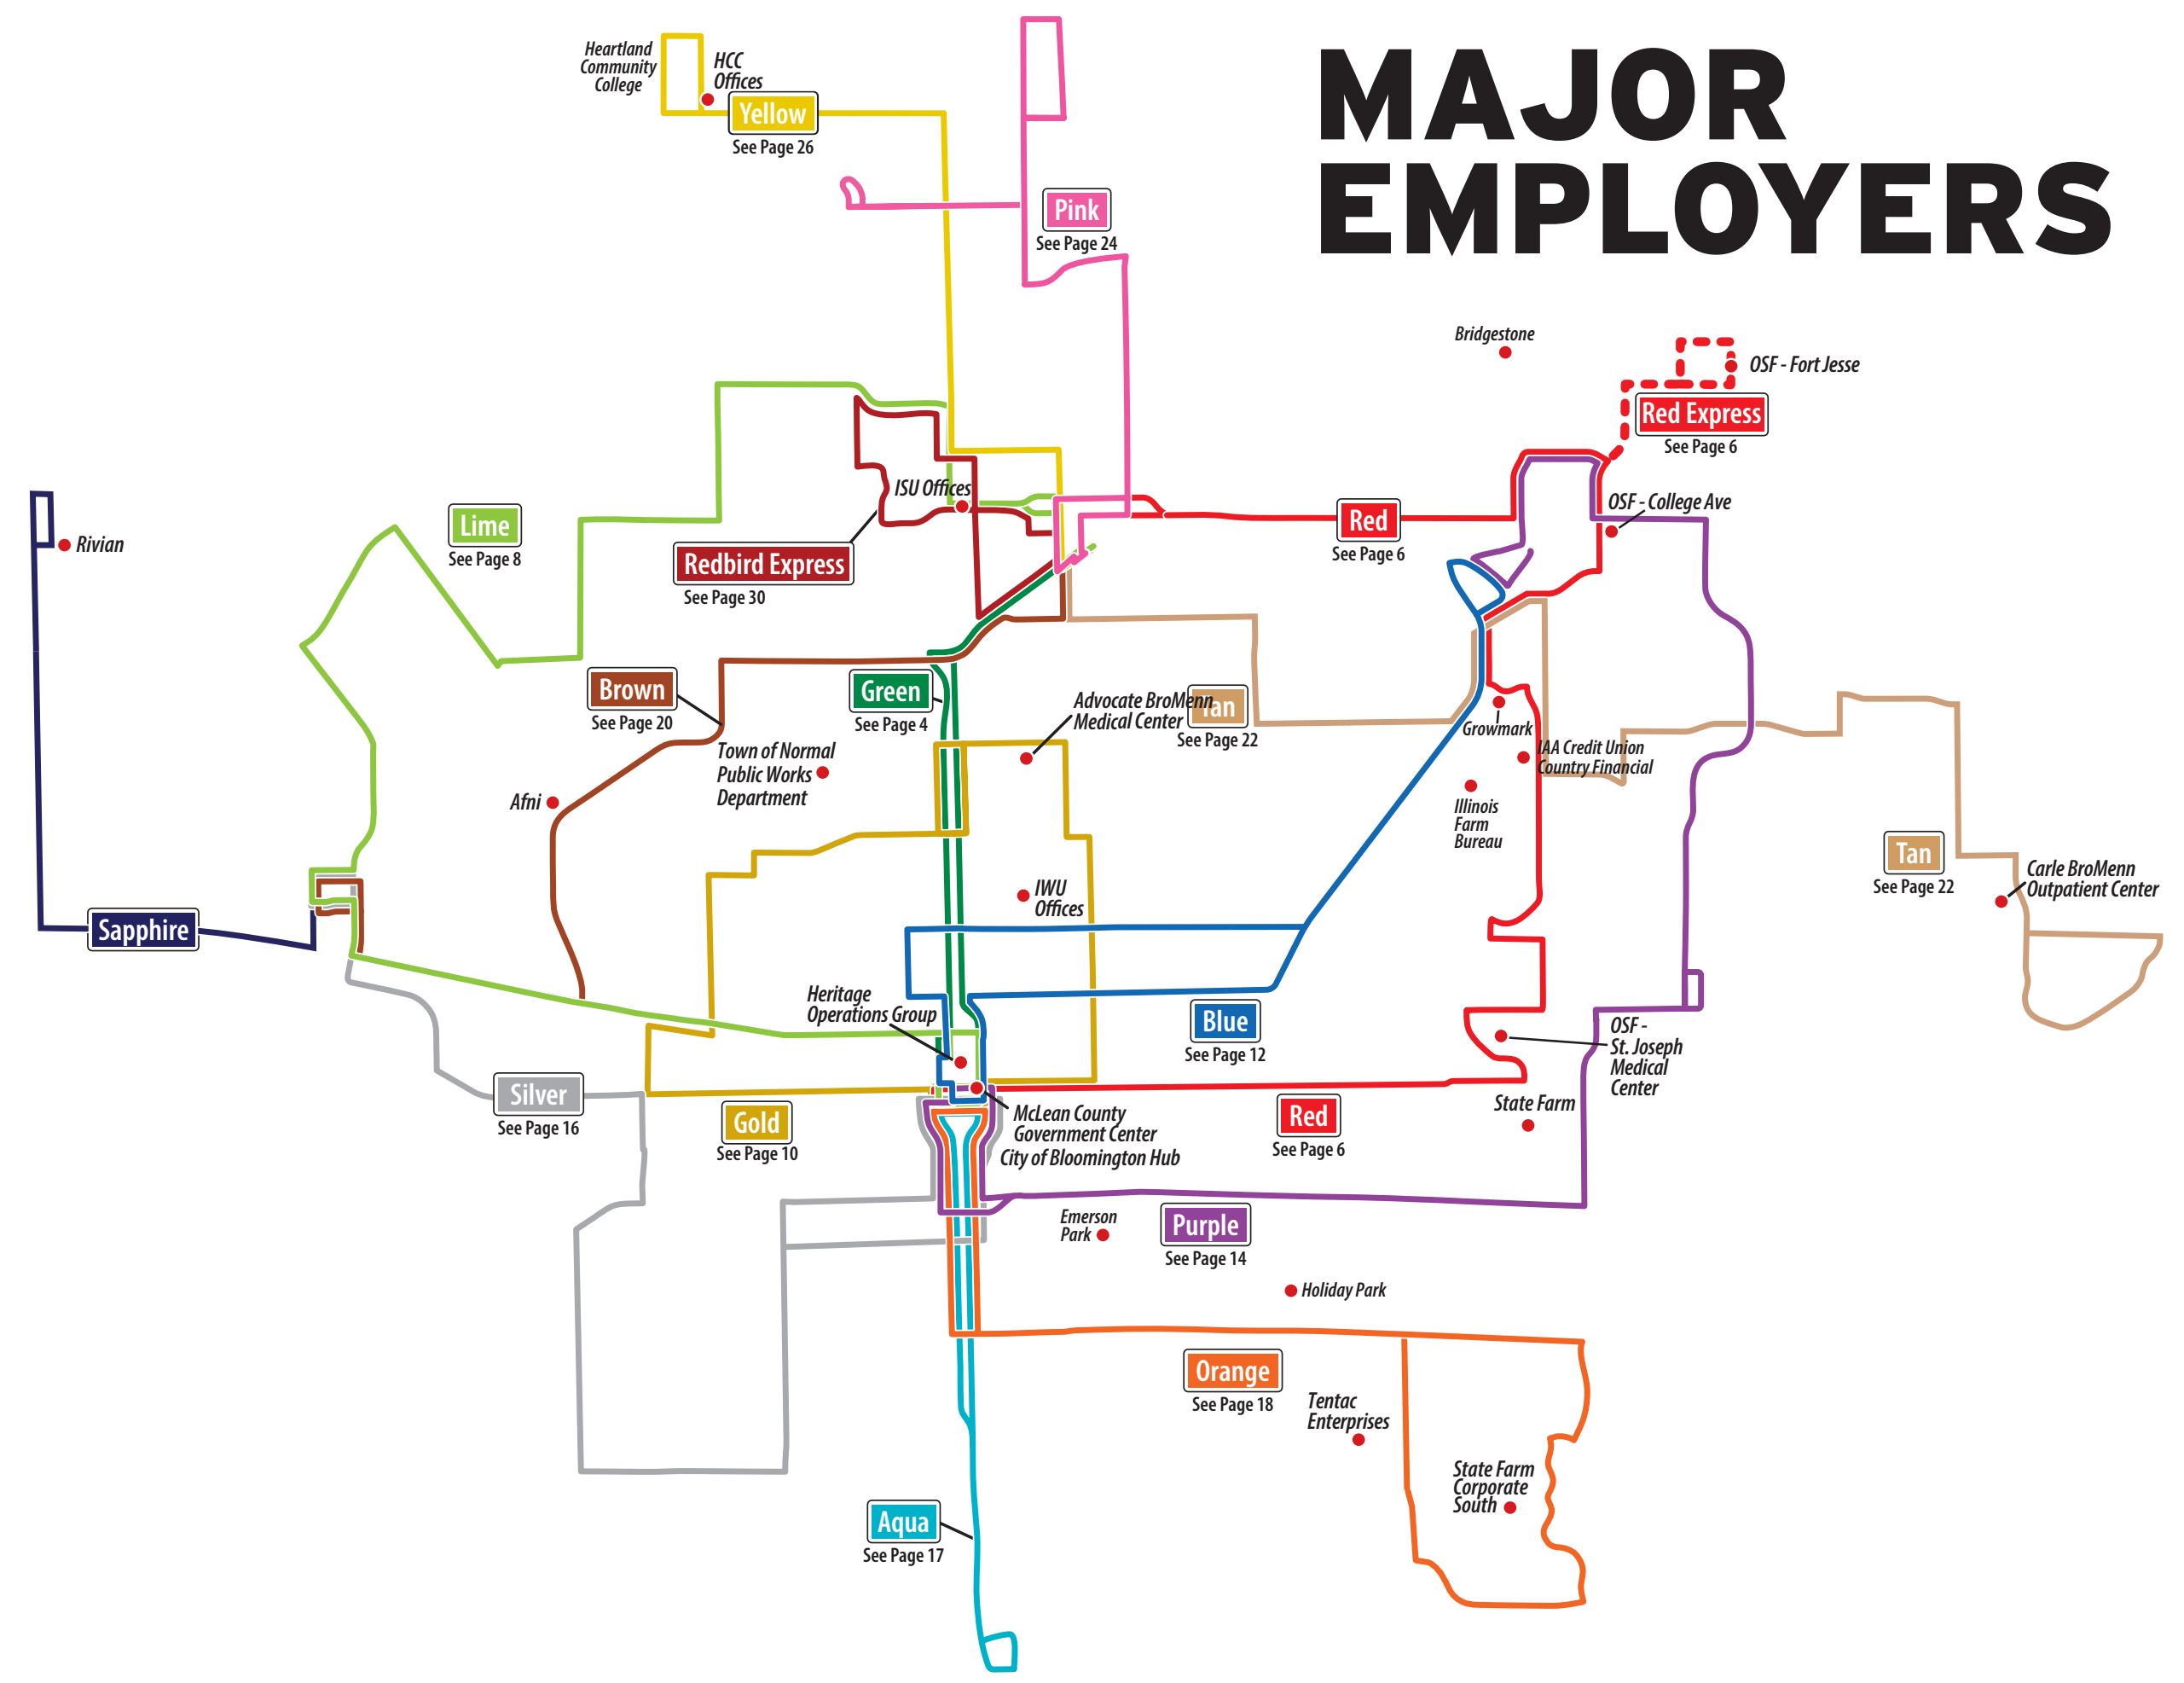 MAJOR
EMPLOYERS
Heartland
Community
College
HCC
Offices
Yellow
See Page 26
Pink
See Page 24
Bridgestone
OSF - Fort Jesse
Red Express
See Page 6
OSF - College Ave
Red
See Page 6
ISU Offices
Lime
See Page 8
Rivian
Redbird Express
See Page 30
Brown
See Page 20
Green
See Page 4
Advocate BroMenn
Medical Center
Tan
See Page 22
Growmark
IAA Credit Union
Country Financial
Town of Normal
Public Works
Department
Afni
Illinois
Farm
Bureau
Tan
See Page 22
Carle BroMenn
Outpatient Center
IWU
Offices
Sapphire
Heritage
Operations Group
Blue
See Page 12
OSF -
St. Joseph
Medical
Center
Silver
See Page 16
Gold
See Page 10
McLean County
Government Center
City of Bloomington Hub
Red
See Page 6
State Farm
Emerson
Park
Purple
See Page 14
Holiday Park
Orange
See Page 18
Tentac
Enterprises
State Farm
Corporate
South
Aqua
See Page 17